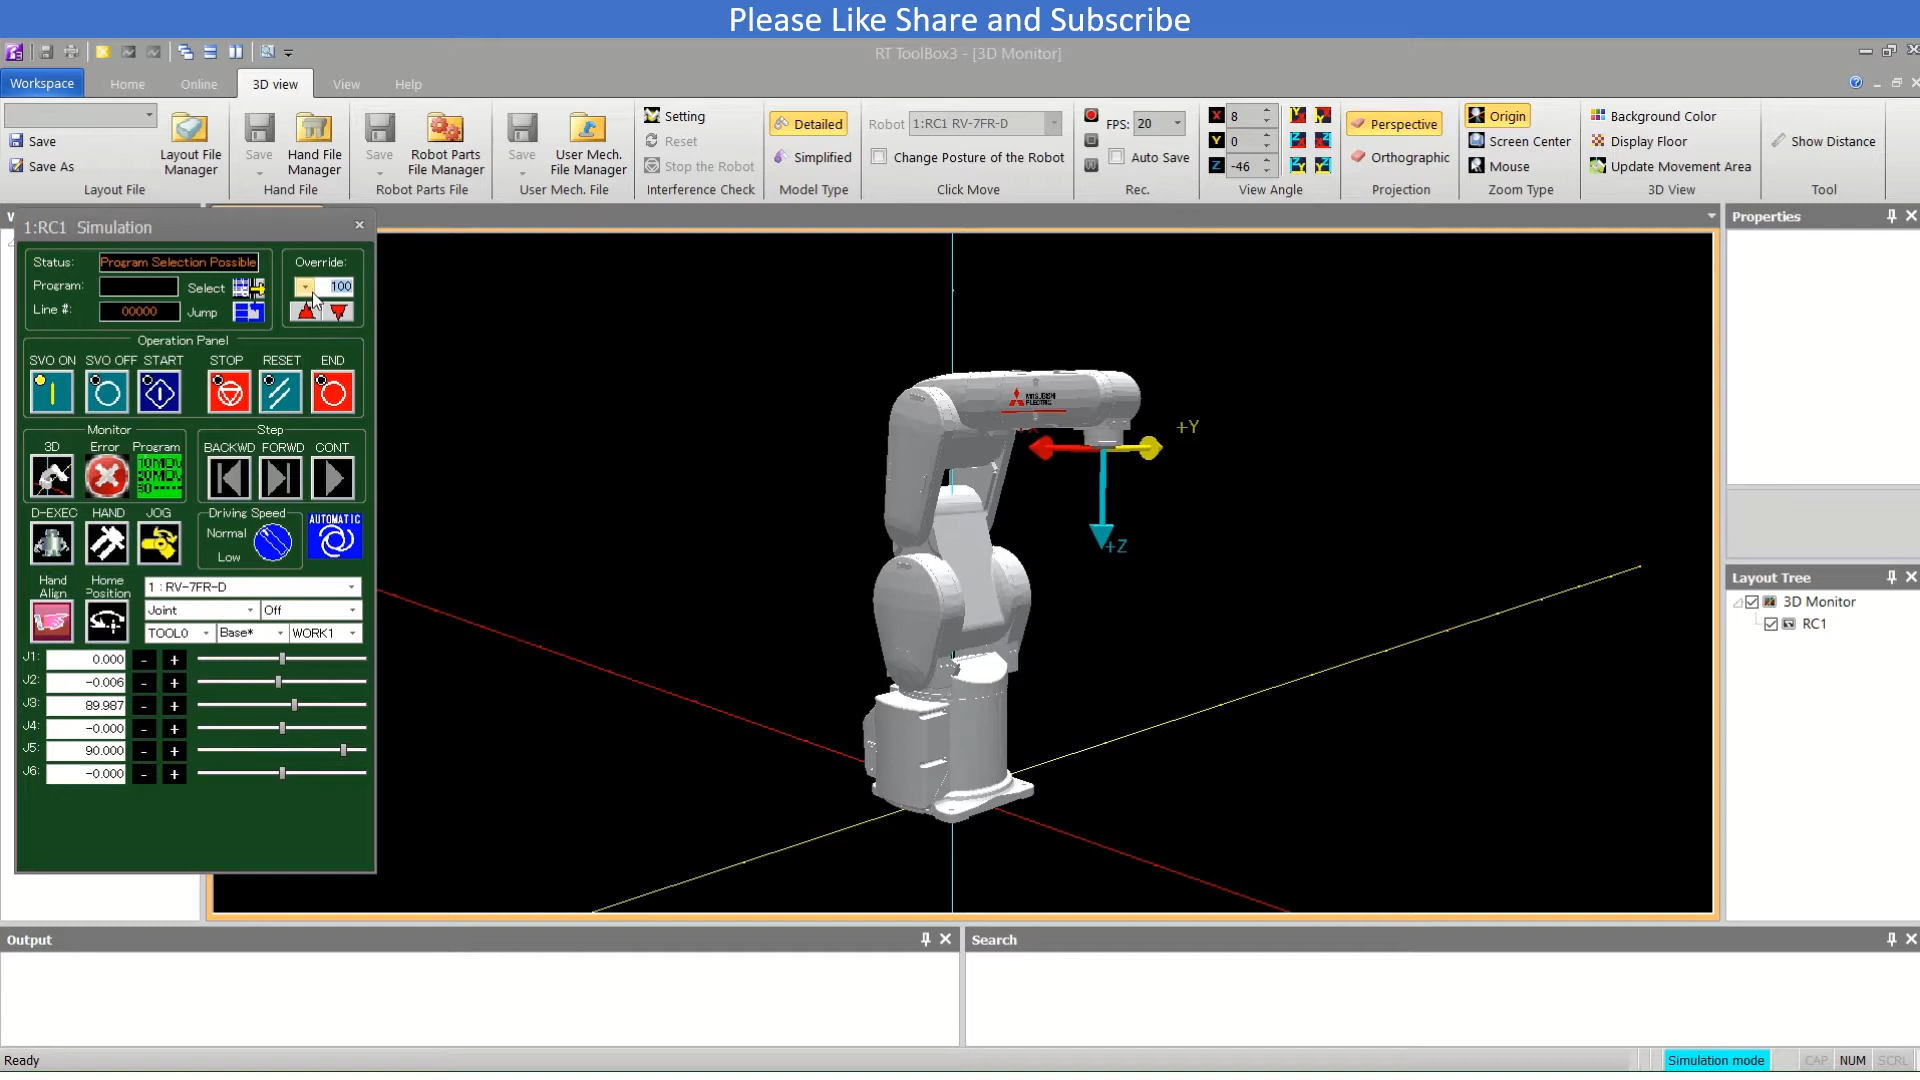 Please Like Share and Subscribe
RT ToolBox3 - [3D Monitor]
Workspace Home Online 3D view View Help
Save
Save As
Layout File Manager
Layout File
Save
Hand File Manager
Hand File
Save
Robot Parts File Manager
Robot Parts File
Save
User Mech. File Manager
User Mech. File
Setting
Reset
Stop the Robot
Interference Check
Detailed
Simplified
Model Type
Robot 1:RC1 RV-7FR-D
Change Posture of the Robot
Click Move
FPS: 20
Auto Save
Rec.
X 8
Y 0
Z -46
View Angle
Perspective
Orthographic
Projection
Origin
Screen Center
Mouse
Zoom Type
Background Color
Display Floor
Update Movement Area
3D View
Show Distance
Tool
1:RC1 Simulation
Status: Program Selection Possible
Program: Select
Line #: 00000 Jump
Override:
100
Operation Panel
SVO ON SVO OFF START STOP RESET END
Monitor
3D Error Program
Step
BACKWD FORWD CONT
D-EXEC HAND JOG
Driving Speed
Normal
Low
AUTOMATIC
Hand Align
Home Position
1 : RV-7FR-D
Joint Off
TOOL0 Base* WORK1
J1: 0.000 - +
J2: -0.006 - +
J3: 89.987 - +
J4: -0.000 - +
J5: 90.000 - +
J6: -0.000 - +
MITSUBISHI
ELECTRIC
+Y
+Z
Properties
Layout Tree
3D Monitor
RC1
Output
Search
Ready
Simulation mode CAP NUM SCRL